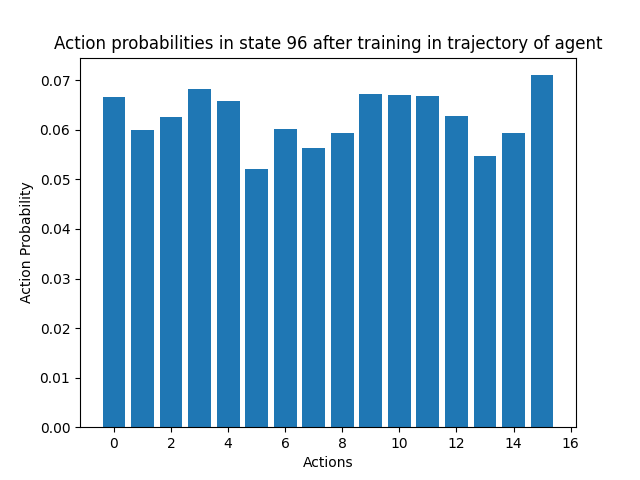 Action probabilities in state 96 after training in trajectory of agent
0.07
0.06
0.05
0.04
0.03
0.02
0.01
0.00
Action Probability
0 2 4 6 8 10 12 14 16
Actions